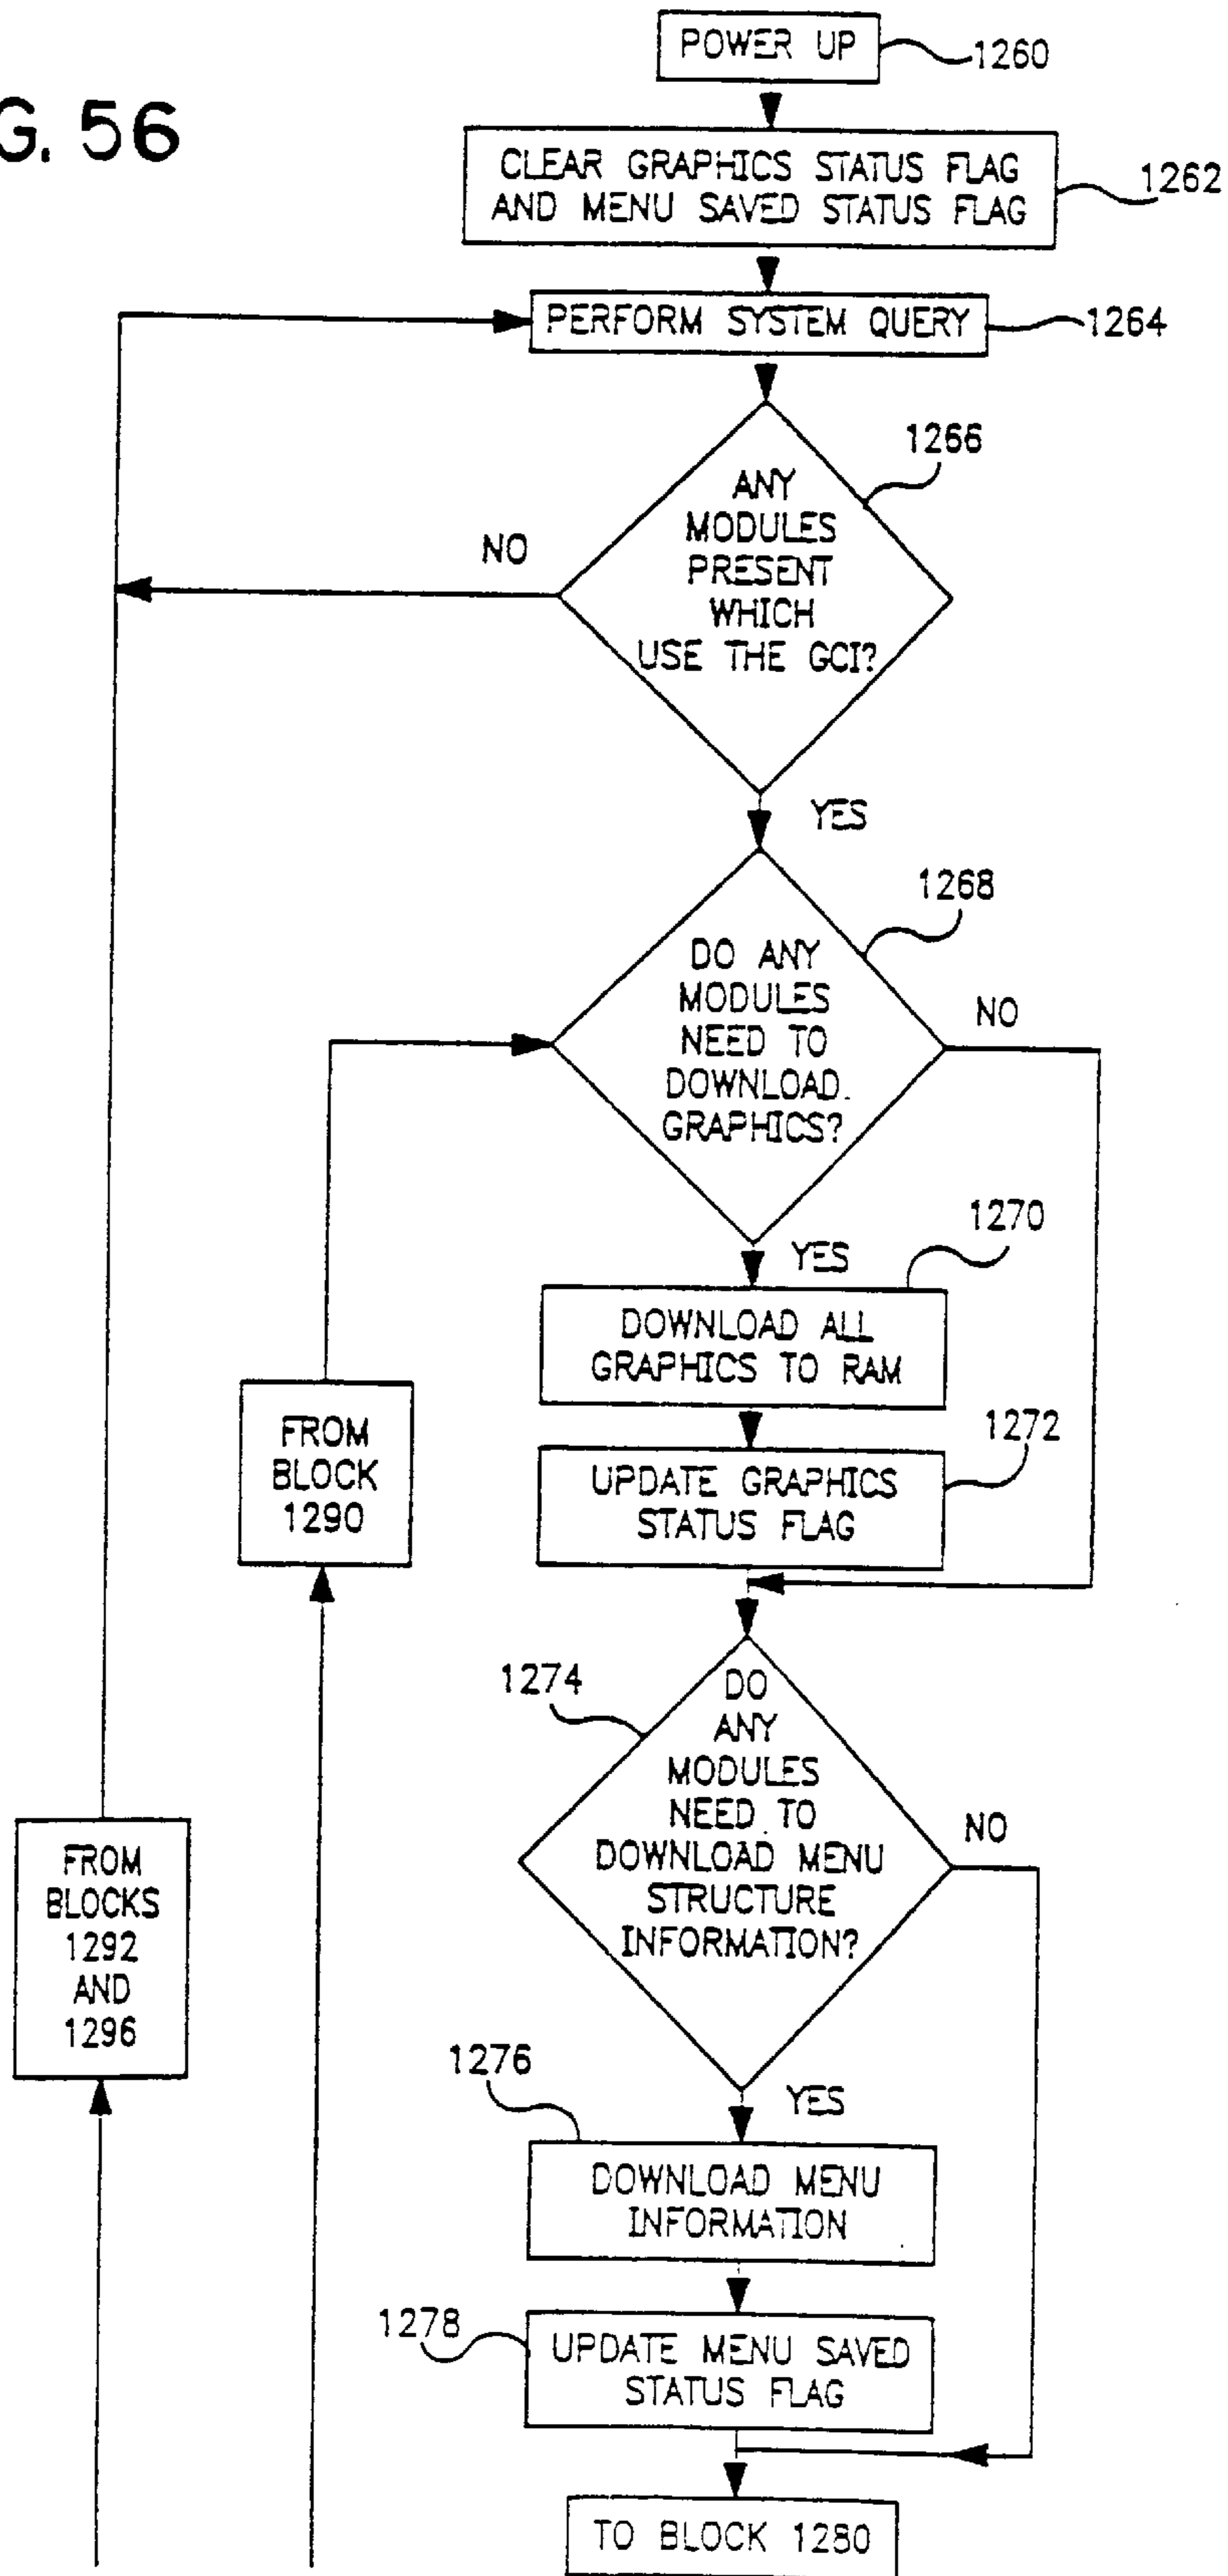 G. 56
POWER UP
1260
CLEAR GRAPHICS STATUS FLAG
AND MENU SAVED STATUS FLAG
1262
PERFORM SYSTEM QUERY
1264
1266
ANY
MODULES
PRESENT
WHICH
USE THE GCI?
NO
YES
1268
DO ANY
MODULES
NEED TO
DOWNLOAD
GRAPHICS?
NO
YES
1270
DOWNLOAD ALL
GRAPHICS TO RAM
FROM
BLOCK
1290
1272
UPDATE GRAPHICS
STATUS FLAG
1274
DO
ANY
MODULES
NEED TO
DOWNLOAD MENU
STRUCTURE
INFORMATION?
NO
FROM
BLOCKS
1292
AND
1296
YES
1276
DOWNLOAD MENU
INFORMATION
1278
UPDATE MENU SAVED
STATUS FLAG
TO BLOCK 1280